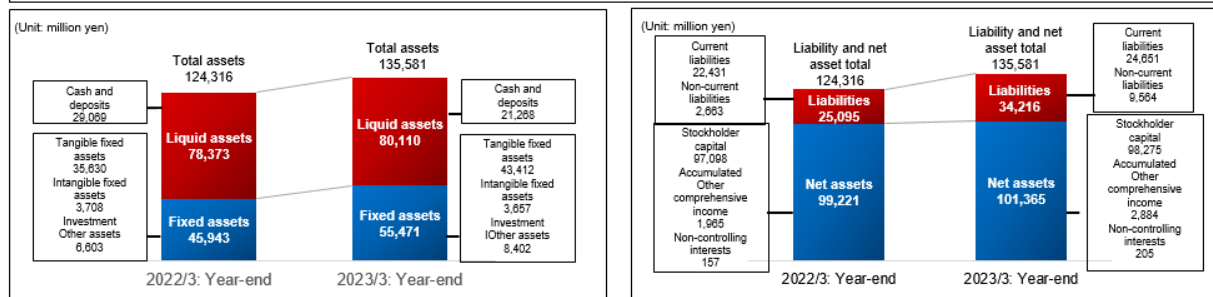 (Unit: million yen)
Total assets
124,316
Total assets
135,581
Cash and
deposits
29,069
Tangible fixed
assets
35,630
Intangible fixed
assets
3,708
Investment
Other assets
6,603
Liquid assets
78,373
Fixed assets
45,943
Liquid assets
80,110
Fixed assets
55,471
Cash and
deposits
21,268
Tangible fixed
assets
43,412
Intangible fixed
assets
3,657
Investment
IOther assets
8,402
2022/3: Year-end
2023/3: Year-end
(Unit: million yen)
Current
liabilities
22,431
Non-current
liabilities
2,663
Stockholder
capital
97,098
Accumulated
Other
comprehensive
income
1,965
Non-controlling
interests
157
Liability and net
asset total
124,316
Liabilities
25,095
Net assets
99,221
Liability and net
asset total
135,581
Liabilities
34,216
Net assets
101,365
Current
liabilities
24,651
Non-current
liabilities
9,564
Stockholder
capital
98,275
Accumulated
Other
comprehensive
income
2,884
Non-controlling
interests
205
2022/3: Year-end
2023/3: Year-end